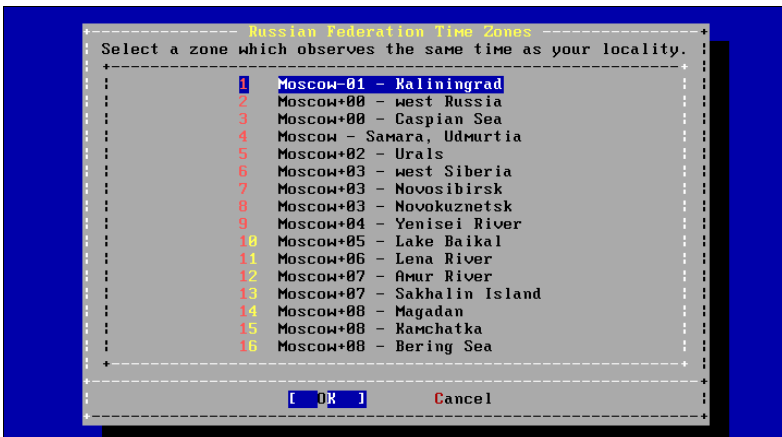 Russian Federation Time Zones
Select a zone which observes the same time as your locality.
1 Moscow-01 - Kaliningrad
2 Moscow+00 - west Russia
3 Moscow+00 - Caspian Sea
4 Moscow - Samara, Udmurtia
5 Moscow+02 - Urals
6 Moscow+03 - west Siberia
7 Moscow+03 - Novosibirsk
8 Moscow+03 - Novokuznetsk
9 Moscow+04 - Yenisei River
10 Moscow+05 - Lake Baikal
11 Moscow+06 - Lena River
12 Moscow+07 - Amur River
13 Moscow+07 - Sakhalin Island
14 Moscow+08 - Magadan
15 Moscow+08 - Kamchatka
16 Moscow+08 - Bering Sea
[ OK ] Cancel